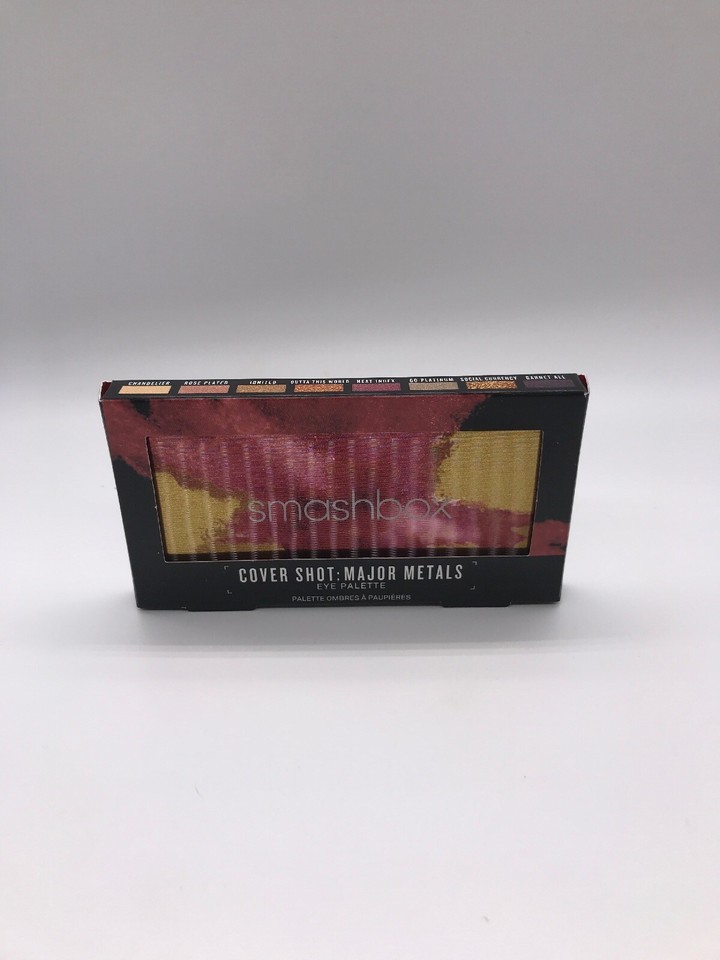 CHANDELIER ROSE PLATED IGNITED OUTTA THIS WORLD HEAT INDEX GO PLATINUM SOCIAL CURRENCY GARNET ALL
smashbox
COVER SHOT: MAJOR METALS
EYE PALETTE
PALETTE OMBRES À PAUPIÈRES